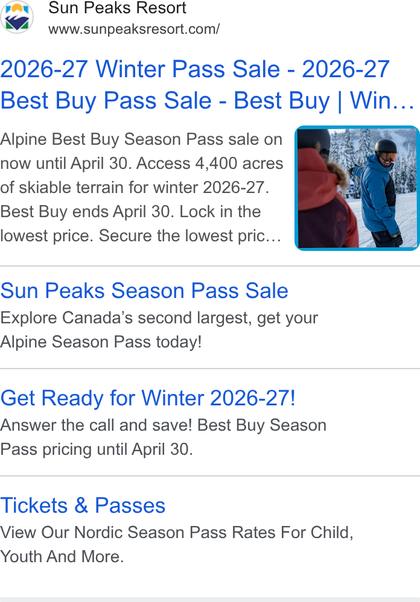 Sun Peaks Resort
www.sunpeaksresort.com/
2026-27 Winter Pass Sale - 2026-27
Best Buy Pass Sale - Best Buy | Win…
Alpine Best Buy Season Pass sale on
now until April 30. Access 4,400 acres
of skiable terrain for winter 2026-27.
Best Buy ends April 30. Lock in the
lowest price. Secure the lowest pric…
Sun Peaks Season Pass Sale
Explore Canada’s second largest, get your
Alpine Season Pass today!
Get Ready for Winter 2026-27!
Answer the call and save! Best Buy Season
Pass pricing until April 30.
Tickets & Passes
View Our Nordic Season Pass Rates For Child,
Youth And More.